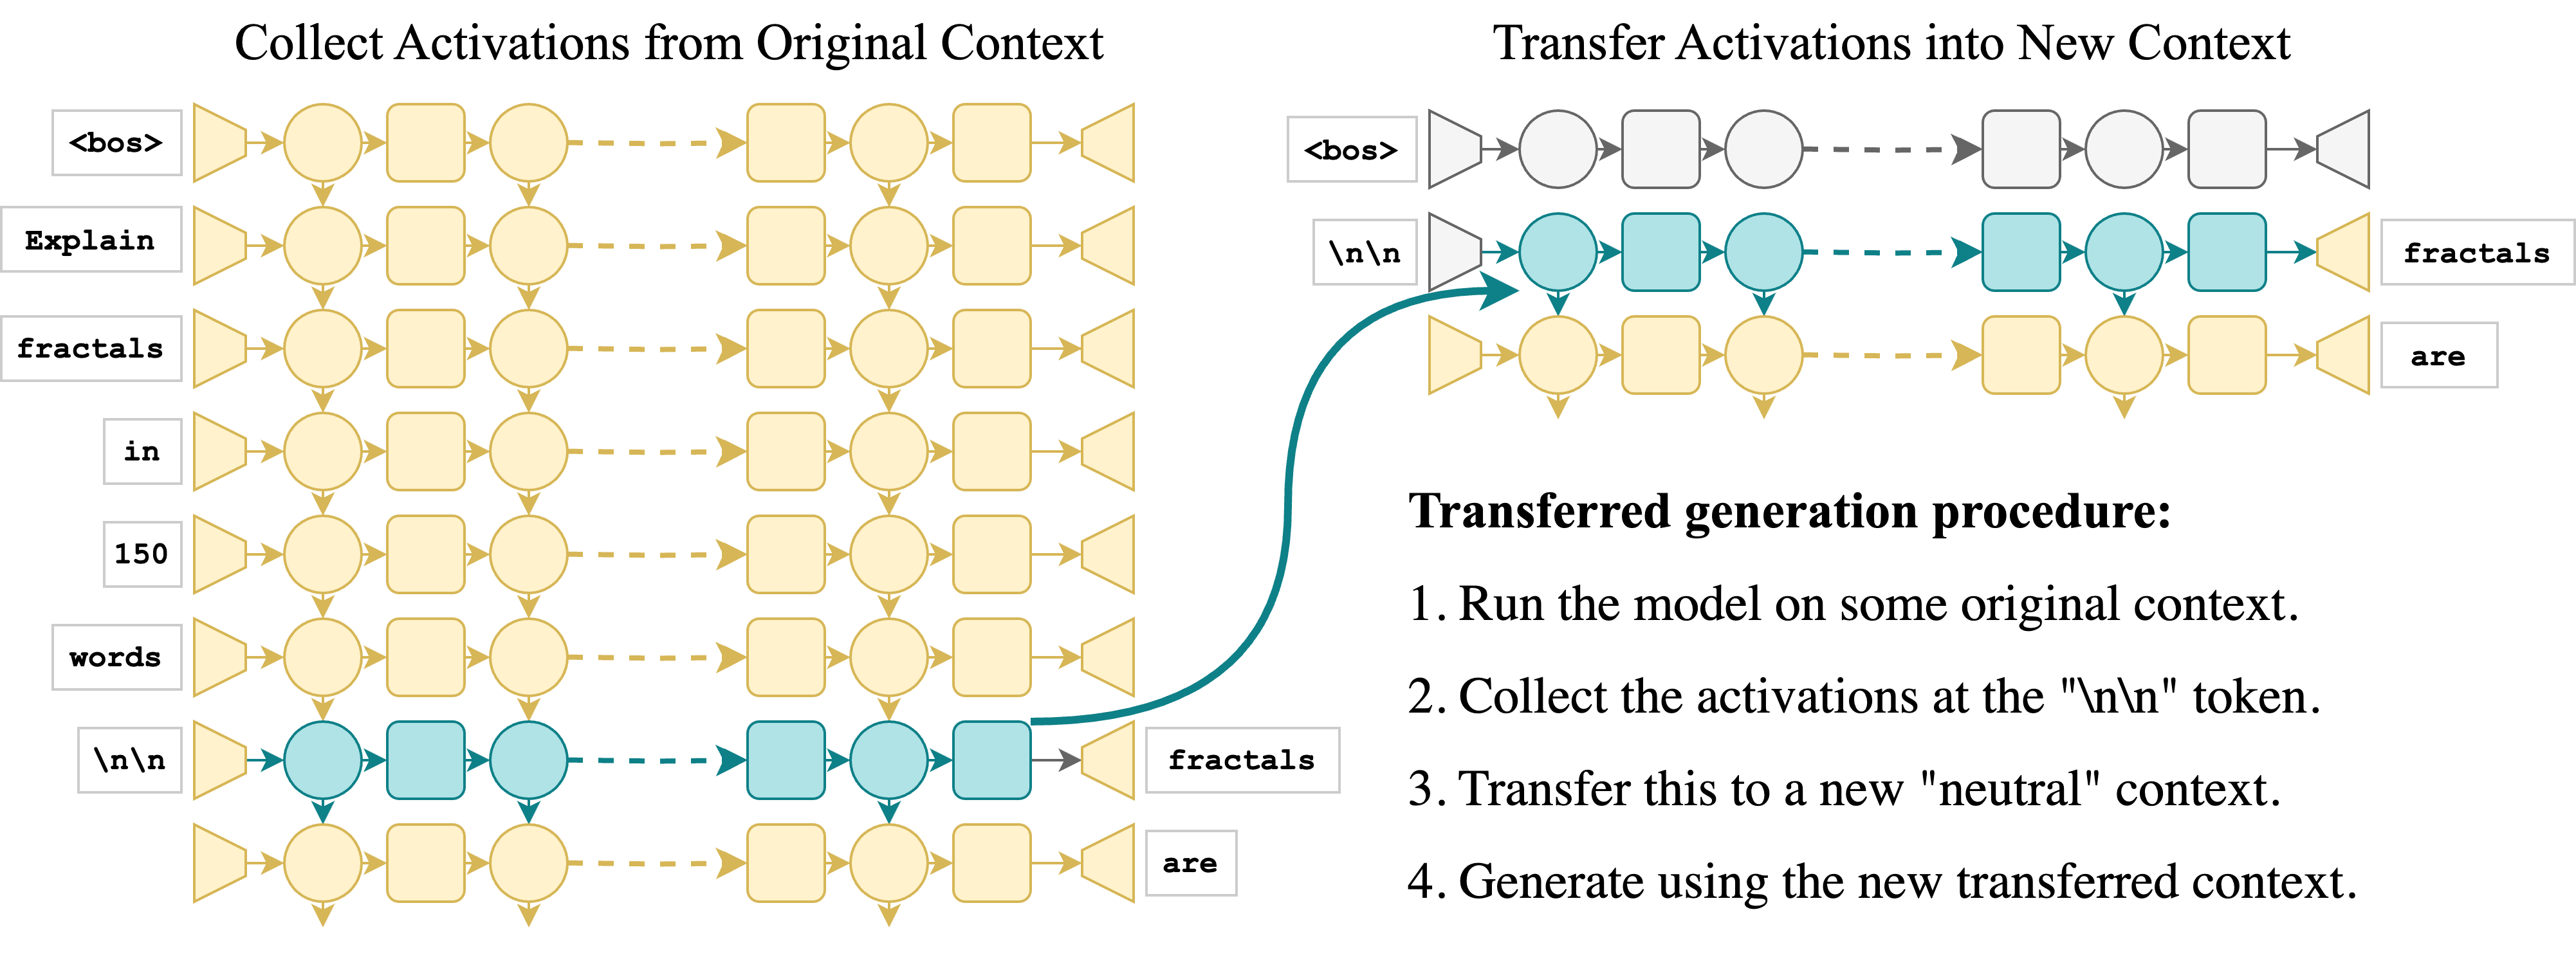 Collect Activations from Original Context
<bos>
Explain
fractals
in
150
words
\n\n
fractals
are
Transfer Activations into New Context
<bos>
\n\n
fractals
are
Transferred generation procedure:
1. Run the model on some original context.
2. Collect the activations at the "\n\n" token.
3. Transfer this to a new "neutral" context.
4. Generate using the new transferred context.